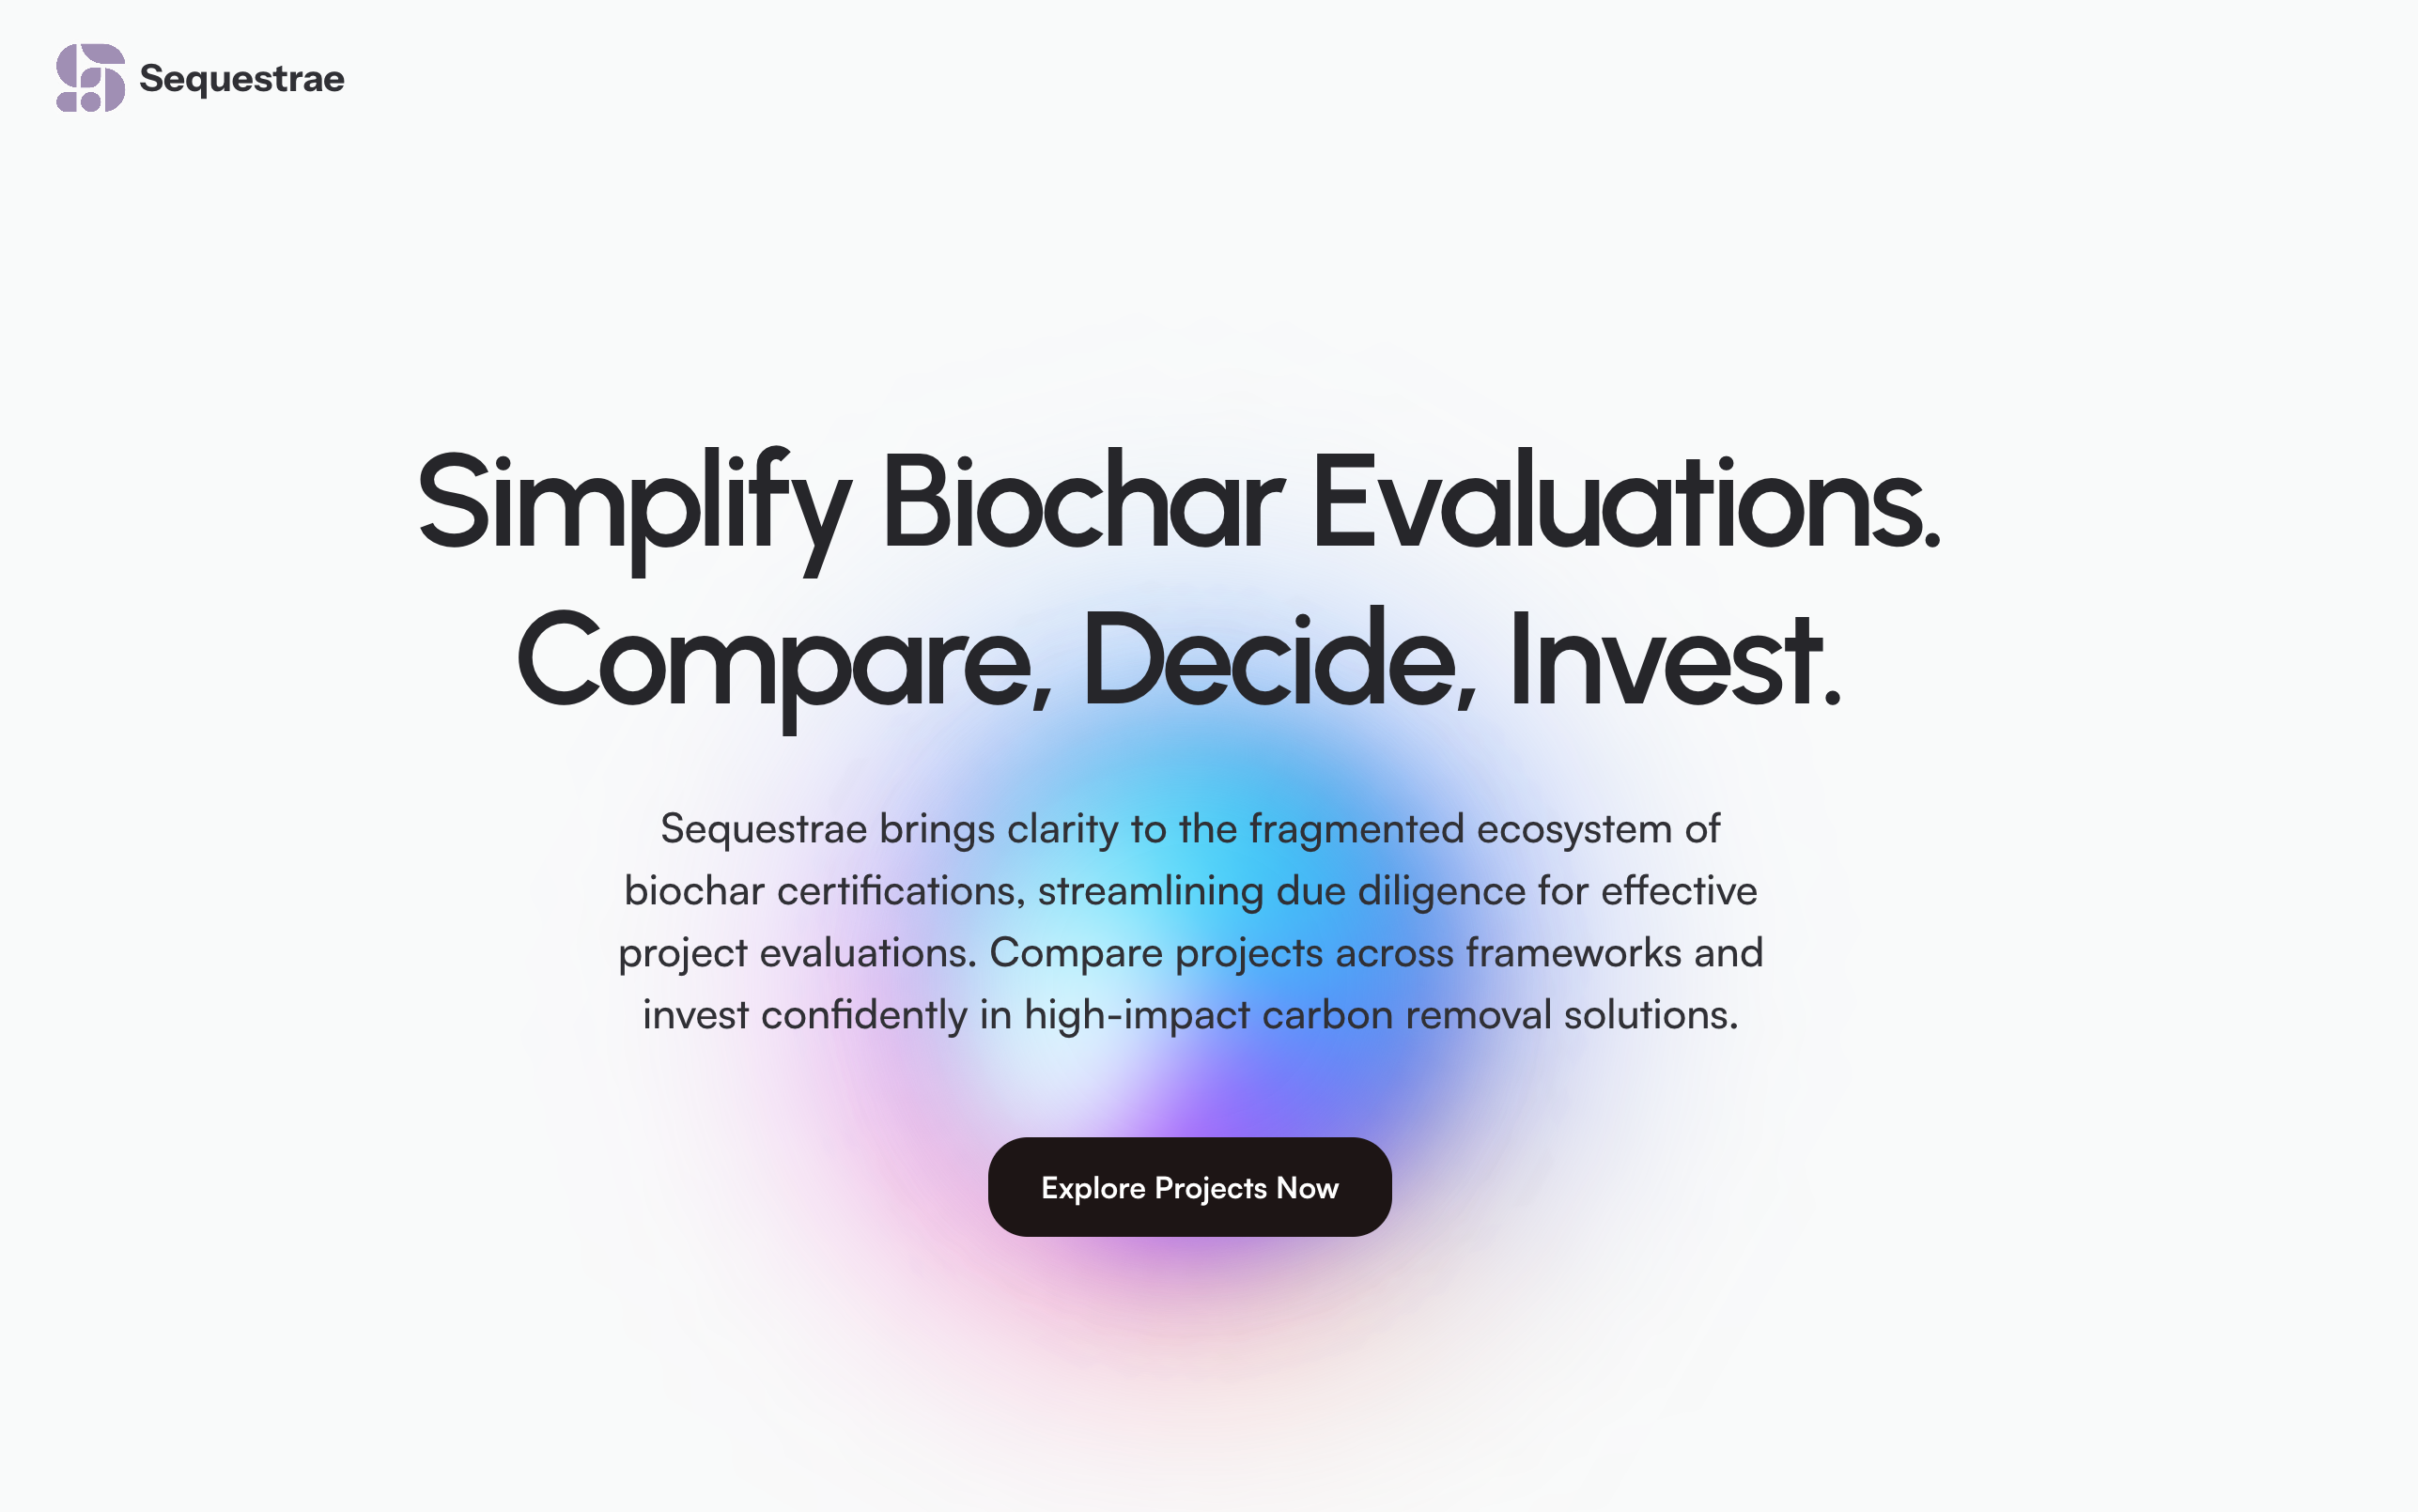 Sequestrae
Simplify Biochar Evaluations.
Compare, Decide, Invest.
Sequestrae brings clarity to the fragmented ecosystem of
biochar certifications, streamlining due diligence for effective
project evaluations. Compare projects across frameworks and
invest confidently in high-impact carbon removal solutions.
Explore Projects Now